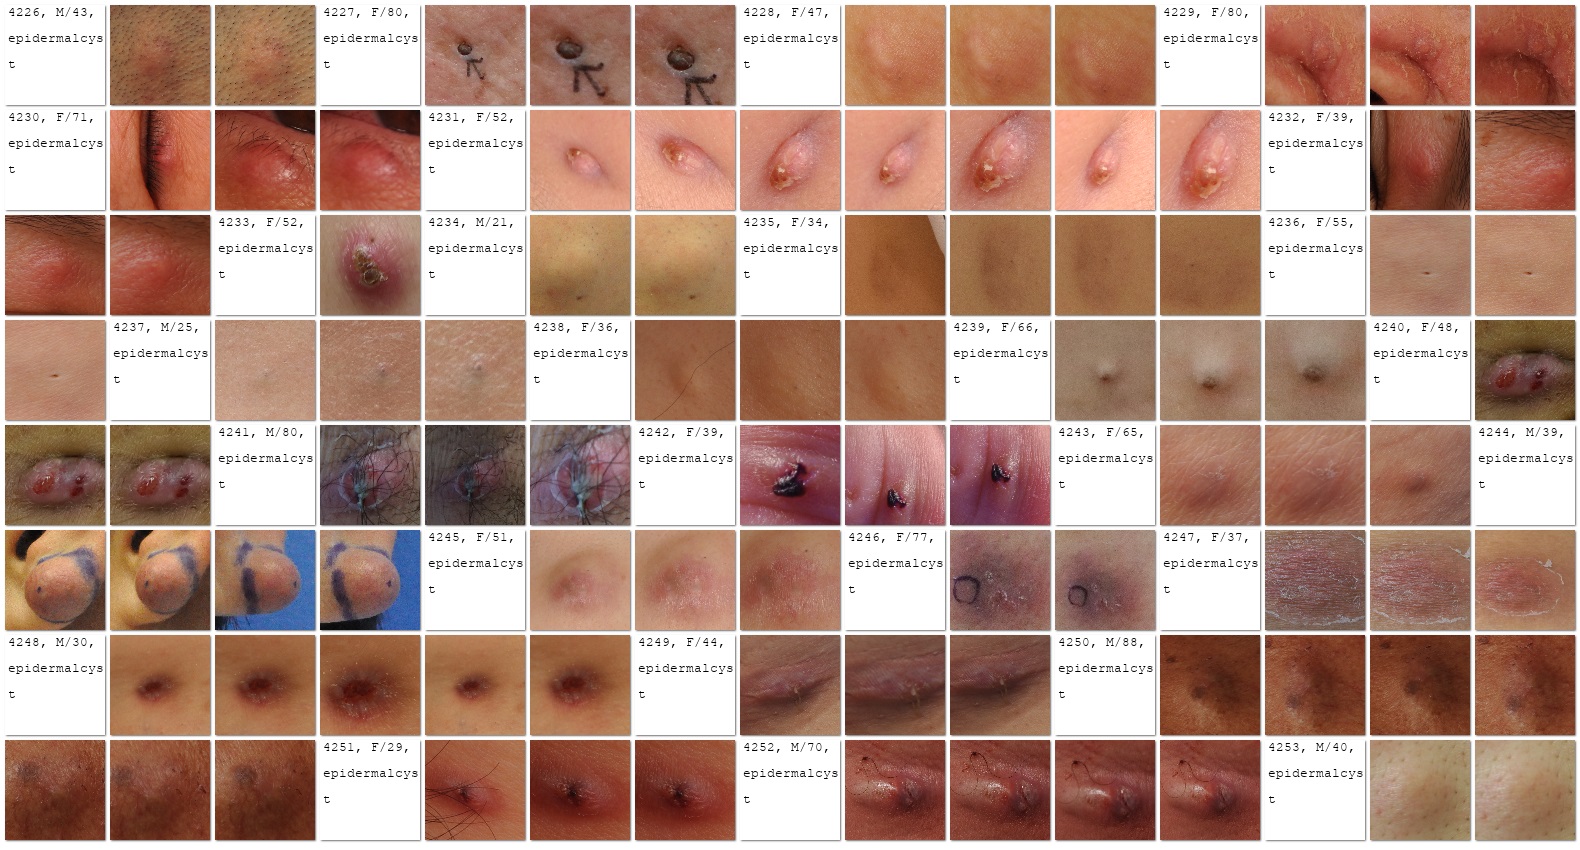 4226, M/43,
epidermalcys
t
4227, F/80,
epidermalcys
t
4228, F/47,
epidermalcys
t
4229, F/80,
epidermalcys
t
4230, F/71,
epidermalcys
t
4231, F/52,
epidermalcys
t
4232, F/39,
epidermalcys
t
4233, F/52,
epidermalcys
t
4234, M/21,
epidermalcys
t
4235, F/34,
epidermalcys
t
4236, F/55,
epidermalcys
t
4237, M/25,
epidermalcys
t
4238, F/36,
epidermalcys
t
4239, F/66,
epidermalcys
t
4240, F/48,
epidermalcys
t
4241, M/80,
epidermalcys
t
4242, F/39,
epidermalcys
t
4243, F/65,
epidermalcys
t
4244, M/39,
epidermalcys
t
4245, F/51,
epidermalcys
t
4246, F/77,
epidermalcys
t
4247, F/37,
epidermalcys
t
4248, M/30,
epidermalcys
t
4249, F/44,
epidermalcys
t
4250, M/88,
epidermalcys
t
4251, F/29,
epidermalcys
t
4252, M/70,
epidermalcys
t
4253, M/40,
epidermalcys
t